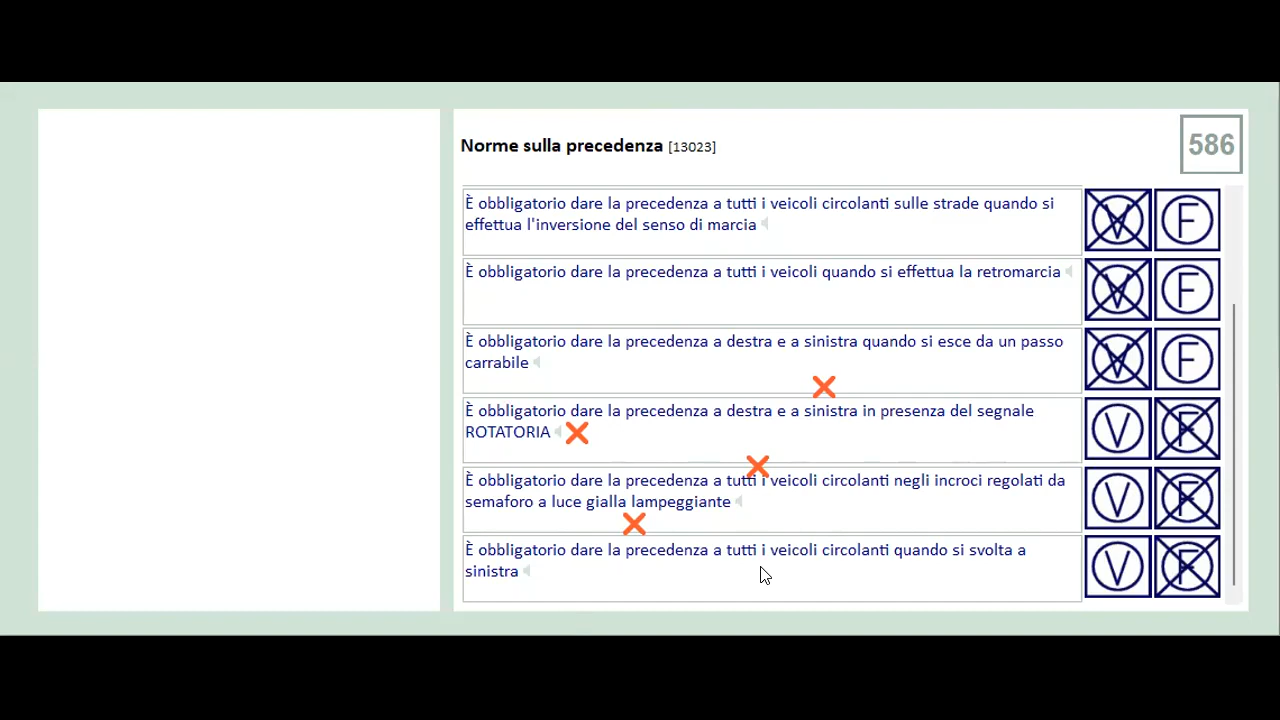 Norme sulla precedenza [13023]
586
È obbligatorio dare la precedenza a tutti i veicoli circolanti sulle strade quando si
effettua l'inversione del senso di marcia
V F
È obbligatorio dare la precedenza a tutti i veicoli quando si effettua la retromarcia
V F
È obbligatorio dare la precedenza a destra e a sinistra quando si esce da un passo
carrabile
V F
È obbligatorio dare la precedenza a destra e a sinistra in presenza del segnale
ROTATORIA
V F
È obbligatorio dare la precedenza a tutti i veicoli circolanti negli incroci regolati da
semaforo a luce gialla lampeggiante
V F
È obbligatorio dare la precedenza a tutti i veicoli circolanti quando si svolta a
sinistra
V F